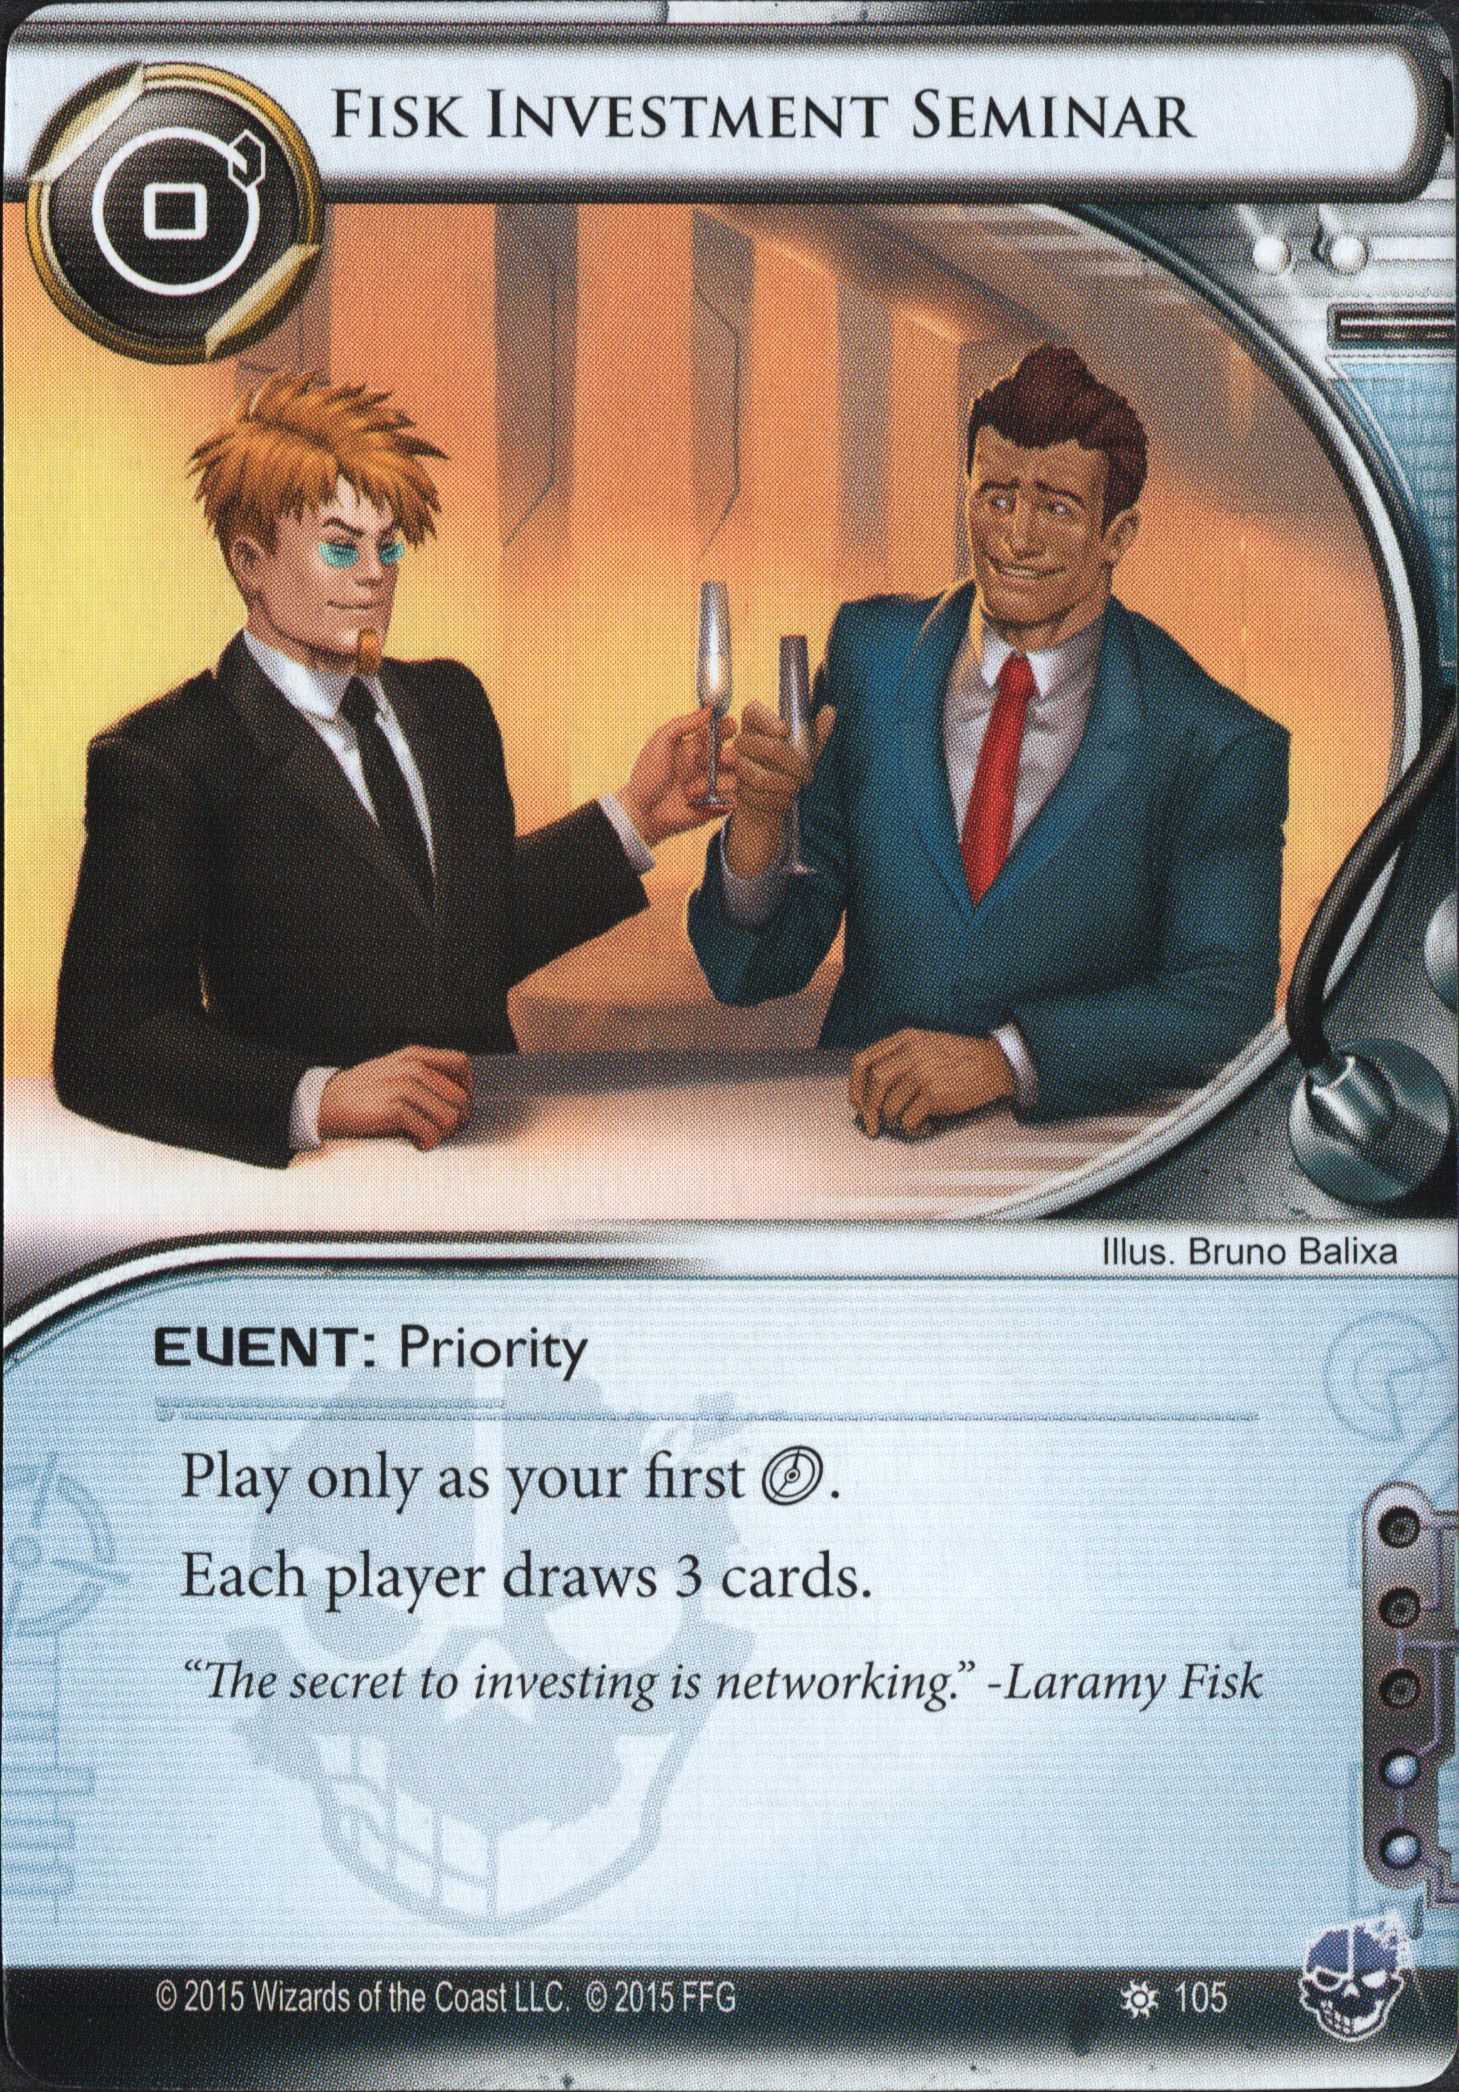 0
FISK INVESTMENT SEMINAR
Illus. Bruno Balixa
EVENT: Priority
Play only as your first .
Each player draws 3 cards.
“The secret to investing is networking.” -Laramy Fisk
© 2015 Wizards of the Coast LLC. © 2015 FFG
105